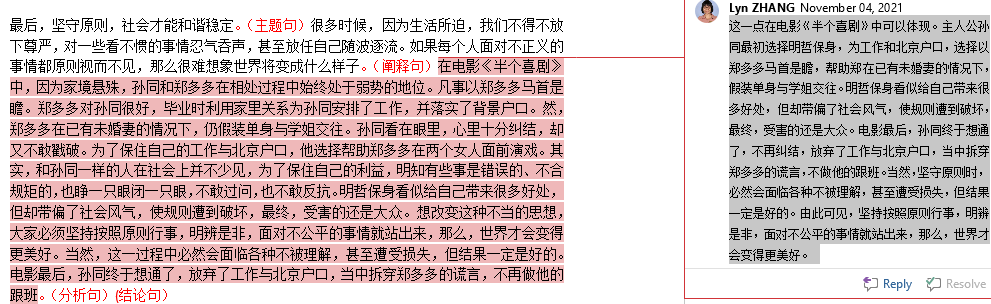 最后，坚守原则，社会才能和谐稳定。（主题句）很多时候，因为生活所迫，我们不得不放
下尊严，对一些看不惯的事情忍气吞声，甚至放任自己随波逐流。如果每个人面对不正义的
事情都原则视而不见，那么很难想象世界将变成什么样子。（阐释句）在电影《半个喜剧》
中，因为家境悬殊，孙同和郑多多在相处过程中始终处于弱势的地位。凡事以郑多多马首是
瞻。郑多多对孙同很好，毕业时利用家里关系为孙同安排了工作，并落实了背景户口。然，
郑多多在已有未婚妻的情况下，仍假装单身与学姐交往。孙同看在眼里，心里十分纠结，却
又不敢戳破。为了保住自己的工作与北京户口，他选择帮助郑多多在两个女人面前演戏。其
实，和孙同一样的人在社会上并不少见，为了保住自己的利益，明知有些事是错误的、不合
规矩的，也睁一只眼闭一只眼，不敢过问，也不敢反抗。明哲保身看似给自己带来很多好处，
但却带偏了社会风气，使规则遭到破坏，最终，受害的还是大众。想改变这种不当的思想，
大家必须坚持按照原则行事，明辨是非，面对不公平的事情就站出来，那么，世界才会变得
更美好。当然，这一过程中必然会面临各种不被理解，甚至遭受损失，但结果一定是好的。
电影最后，孙同终于想通了，放弃了工作与北京户口，当中拆穿郑多多的谎言，不再做他的
跟班。（分析句）(结论句）
Lyn ZHANG November 04, 2021
这一点在电影《半个喜剧》中可以体现。主人公孙
同最初选择明哲保身，为工作和北京户口，选择以
郑多多马首是瞻，帮助郑在已有未婚妻的情况下，
假装单身与学姐交往。明哲保身看似给自己带来很
多好处，但却带偏了社会风气，使规则遭到破坏，
最终，受害的还是大众。电影最后，孙同终于想通
了，不再纠结，放弃了工作与北京户口，当中拆穿
郑多多的谎言，不做他的跟班。当然，坚守原则时，
必然会面临各种不被理解，甚至遭受损失，但结果
一定是好的。由此可见，坚持按照原则行事，明辨
是非，面对不公平的事情就站出来，那么，世界才
会变得更美好。
Reply Resolve